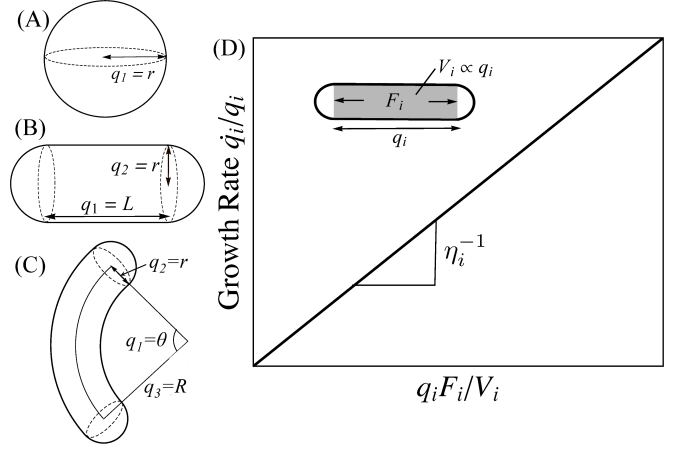 (A)
q₁ = r
(B)
q₂ = r
q₁ = L
(C)
q₂=r
q₁=θ
q₃=R
(D)
Vᵢ ∝ qᵢ
Fᵢ
qᵢ
Growth Rate q̇ᵢ/qᵢ
ηᵢ⁻¹
qᵢFᵢ/Vᵢ